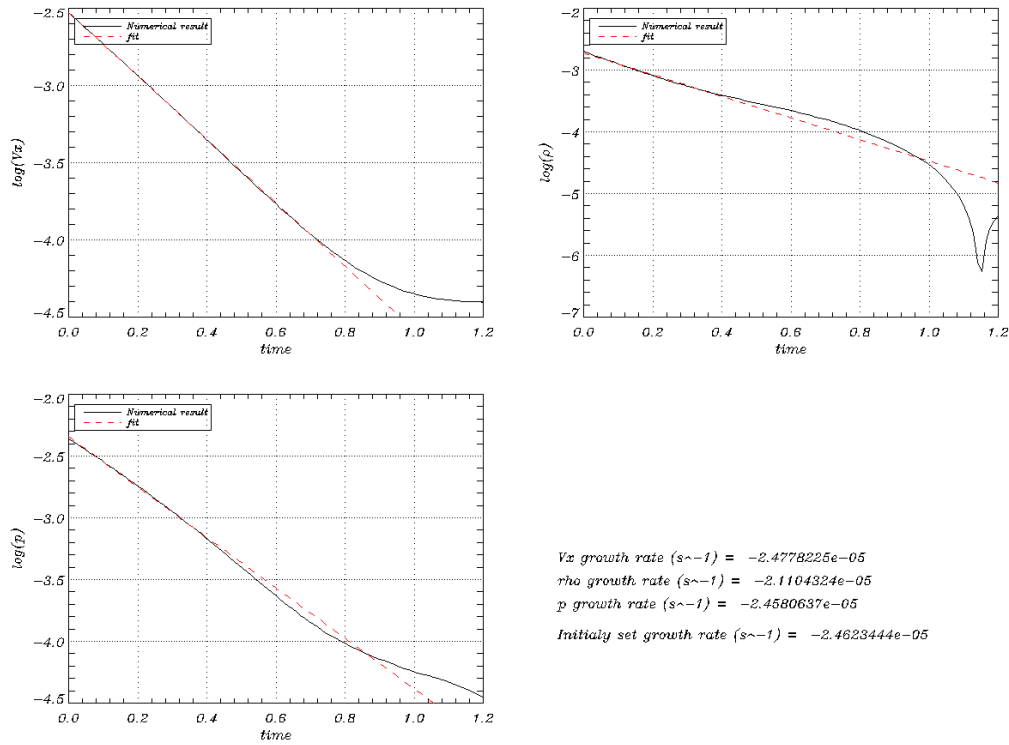 -2.5
-3.0
-3.5
-4.0
-4.5
log(Vx)
Numerical result
fit
0.0 0.2 0.4 0.6 0.8 1.0 1.2
time
-2
-3
-4
-5
-6
-7
log(ρ)
Numerical result
fit
0.0 0.2 0.4 0.6 0.8 1.0 1.2
time
-2.0
-2.5
-3.0
-3.5
-4.0
-4.5
log(p)
Numerical result
fit
0.0 0.2 0.4 0.6 0.8 1.0 1.2
time
Vx growth rate (s^-1) = -2.4778225e-05
rho growth rate (s^-1) = -2.1104324e-05
p growth rate (s^-1) = -2.4580637e-05
Initialy set growth rate (s^-1) = -2.4623444e-05